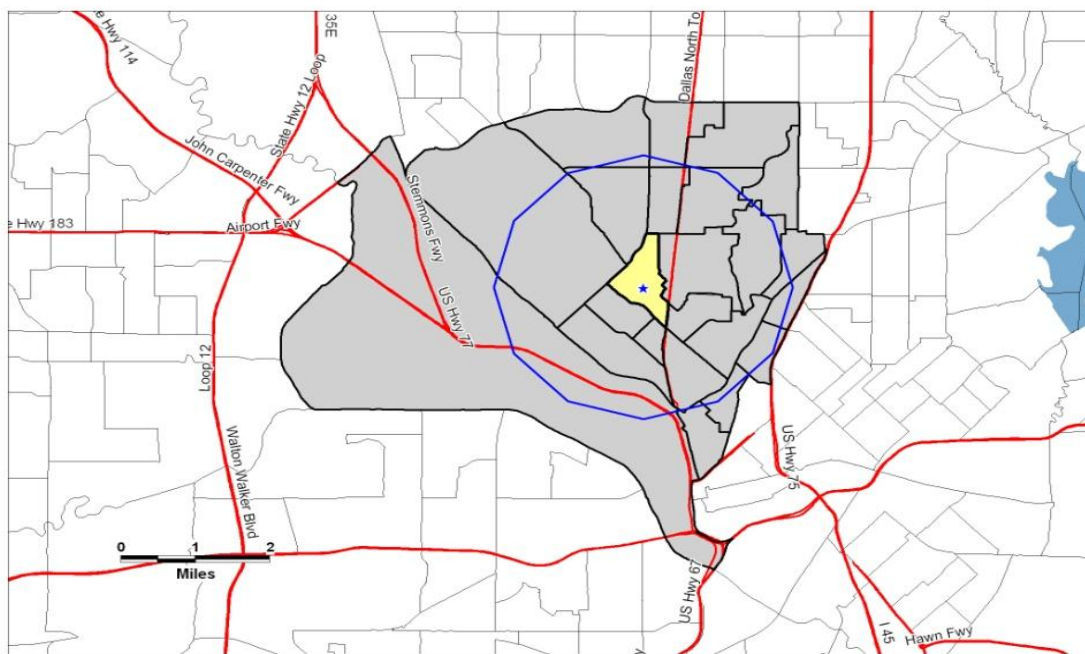 35E
e Hwy 114
Dallas North To
State Hwy 12 Loop
John Carpenter Fwy
Stemmons Fwy
e Hwy 183
Airport Fwy
US Hwy 77
Loop 12
Walton Walker Blvd
US Hwy 75
0 1 2
Miles
US Hwy 67
I 45
Hawn Fwy